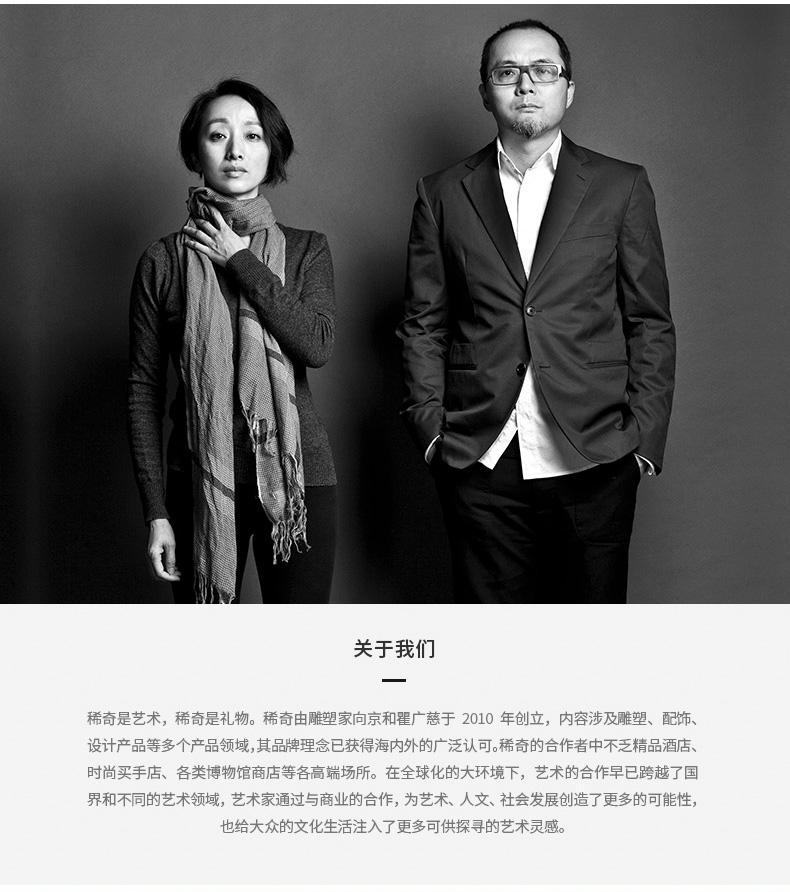 关于我们
稀奇是艺术，稀奇是礼物。稀奇由雕塑家向京和瞿广慈于 2010 年创立，内容涉及雕塑、配饰、
设计产品等多个产品领域，其品牌理念已获得海内外的广泛认可。稀奇的合作者中不乏精品酒店、
时尚买手店、各类博物馆商店等各高端场所。在全球化的大环境下，艺术的合作早已跨越了国
界和不同的艺术领域，艺术家通过与商业的合作，为艺术、人文、社会发展创造了更多的可能性，
也给大众的文化生活注入了更多可供探寻的艺术灵感。